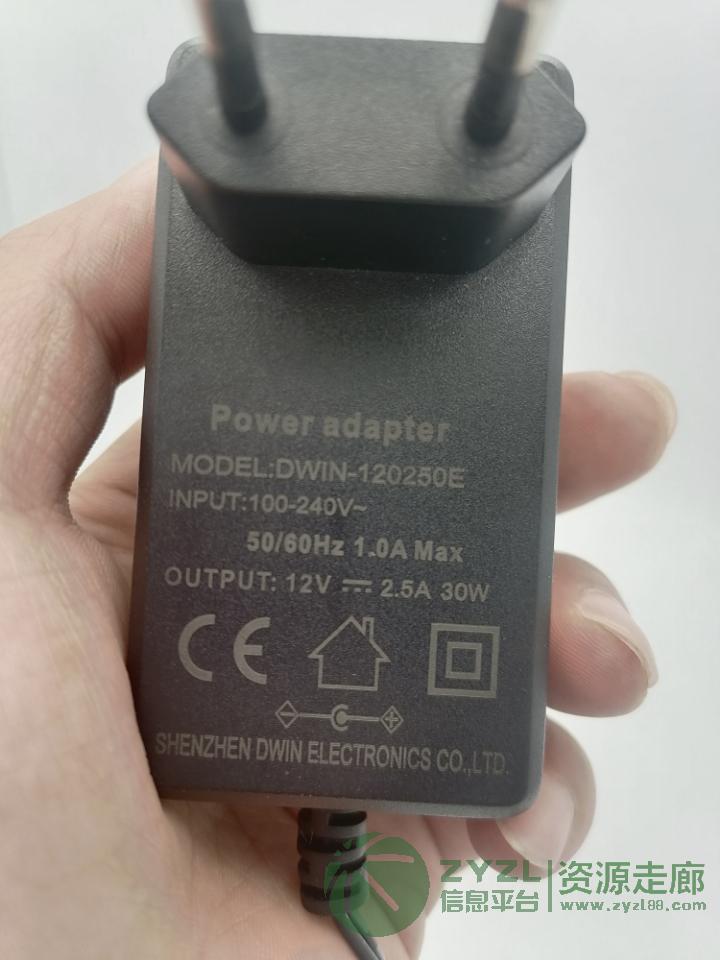 Power adapter
MODEL:DWIN-120250E
INPUT:100-240V~
50/60Hz 1.0A Max
OUTPUT: 12V ⎓ 2.5A 30W
CE
SHENZHEN DWIN ELECTRONICS CO.,LTD.
ZYZL 资源走廊
信息平台 www.zyzl88.com